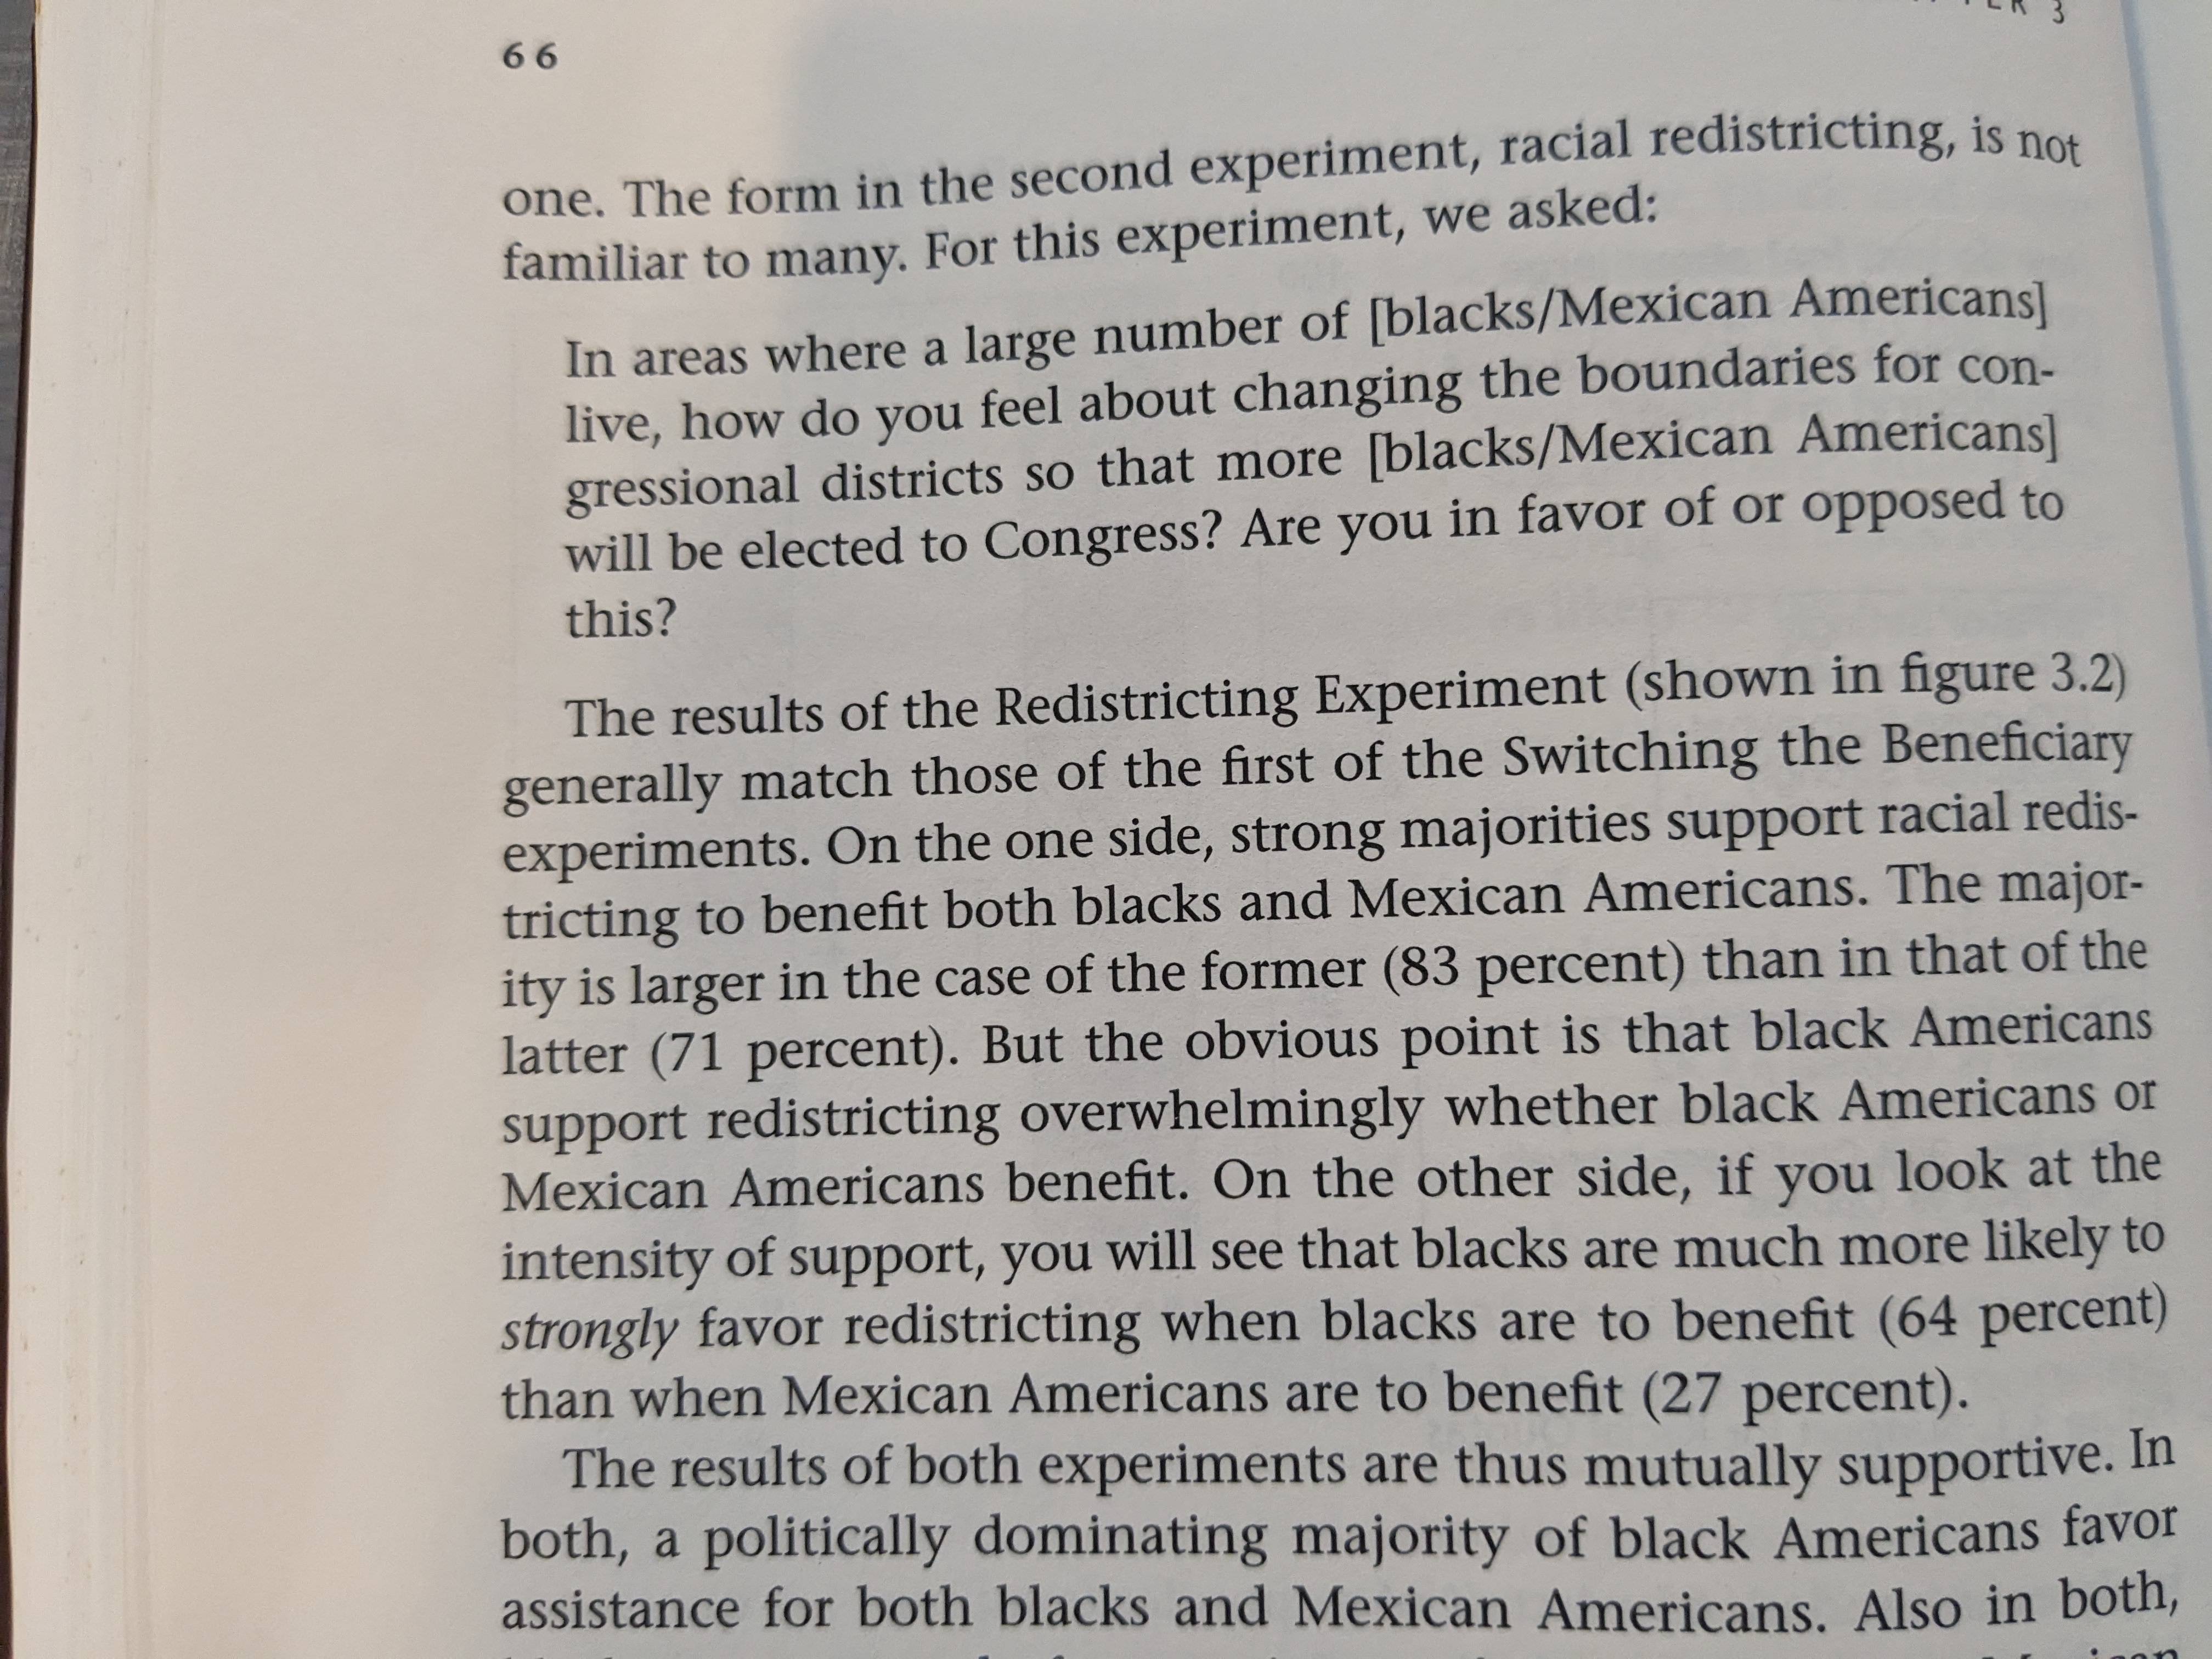 66
one. The form in the second experiment, racial redistricting, is not
familiar to many. For this experiment, we asked:
In areas where a large number of [blacks/Mexican Americans]
live, how do you feel about changing the boundaries for con-
gressional districts so that more [blacks/Mexican Americans]
will be elected to Congress? Are you in favor of or opposed to
this?
The results of the Redistricting Experiment (shown in figure 3.2)
generally match those of the first of the Switching the Beneficiary
experiments. On the one side, strong majorities support racial redis-
tricting to benefit both blacks and Mexican Americans. The major-
ity is larger in the case of the former (83 percent) than in that of the
latter (71 percent). But the obvious point is that black Americans
support redistricting overwhelmingly whether black Americans or
Mexican Americans benefit. On the other side, if you look at the
intensity of support, you will see that blacks are much more likely to
strongly favor redistricting when blacks are to benefit (64 percent)
than when Mexican Americans are to benefit (27 percent).
The results of both experiments are thus mutually supportive. In
both, a politically dominating majority of black Americans favor
assistance for both blacks and Mexican Americans. Also in both,